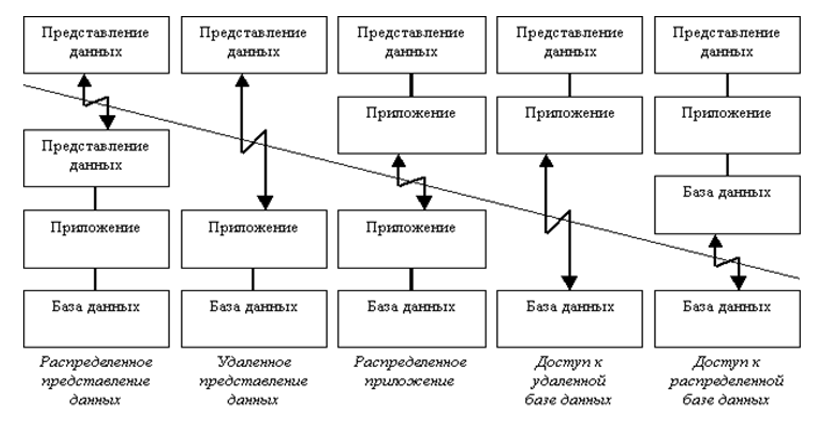 Представление
данных
Представление
данных
Представление
данных
Представление
данных
Представление
данных
Приложение
Приложение
Приложение
Представление
данных
База данных
Приложение
Приложение
Приложение
База данных
База данных
База данных
База данных
База данных
Распределенное
представление
данных
Удаленное
представление
данных
Распределенное
приложение
Доступ к
удаленной
базе данных
Доступ к
распределенной
базе данных